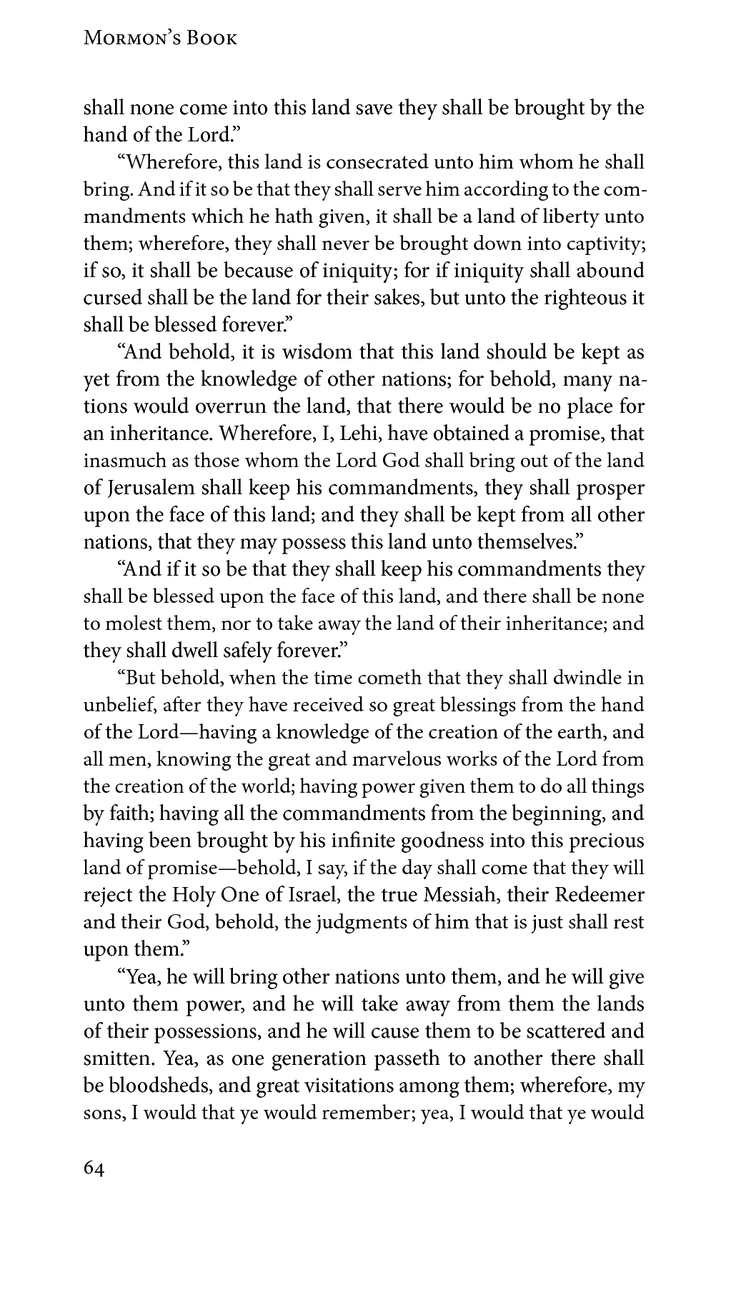 Mormon’s Book
shall none come into this land save they shall be brought by the
hand of the Lord.”
“Wherefore, this land is consecrated unto him whom he shall
bring. And if it so be that they shall serve him according to the com-
mandments which he hath given, it shall be a land of liberty unto
them; wherefore, they shall never be brought down into captivity;
if so, it shall be because of iniquity; for if iniquity shall abound
cursed shall be the land for their sakes, but unto the righteous it
shall be blessed forever.”
“And behold, it is wisdom that this land should be kept as
yet from the knowledge of other nations; for behold, many na-
tions would overrun the land, that there would be no place for
an inheritance. Wherefore, I, Lehi, have obtained a promise, that
inasmuch as those whom the Lord God shall bring out of the land
of Jerusalem shall keep his commandments, they shall prosper
upon the face of this land; and they shall be kept from all other
nations, that they may possess this land unto themselves.”
“And if it so be that they shall keep his commandments they
shall be blessed upon the face of this land, and there shall be none
to molest them, nor to take away the land of their inheritance; and
they shall dwell safely forever.”
“But behold, when the time cometh that they shall dwindle in
unbelief, after they have received so great blessings from the hand
of the Lord—having a knowledge of the creation of the earth, and
all men, knowing the great and marvelous works of the Lord from
the creation of the world; having power given them to do all things
by faith; having all the commandments from the beginning, and
having been brought by his infinite goodness into this precious
land of promise—behold, I say, if the day shall come that they will
reject the Holy One of Israel, the true Messiah, their Redeemer
and their God, behold, the judgments of him that is just shall rest
upon them.”
“Yea, he will bring other nations unto them, and he will give
unto them power, and he will take away from them the lands
of their possessions, and he will cause them to be scattered and
smitten. Yea, as one generation passeth to another there shall
be bloodsheds, and great visitations among them; wherefore, my
sons, I would that ye would remember; yea, I would that ye would
64